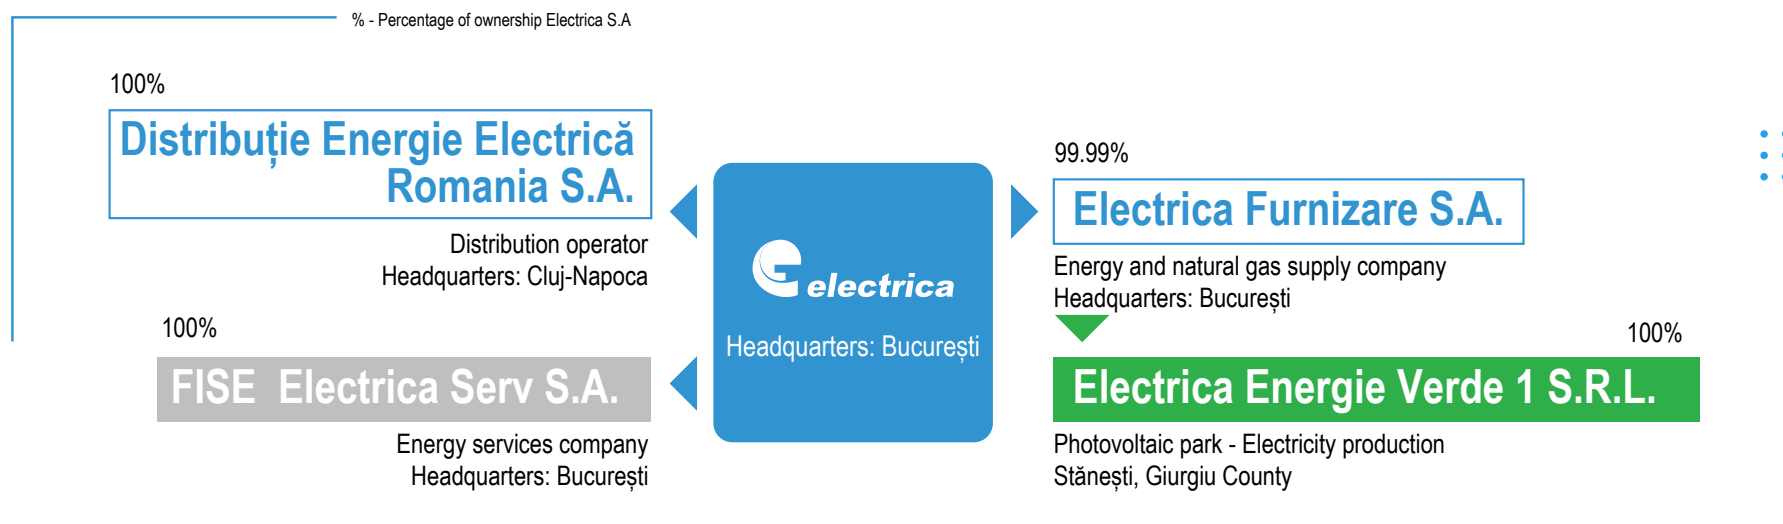 % - Percentage of ownership Electrica S.A
100%
Distribuție Energie Electrică
Romania S.A.
Distribution operator
Headquarters: Cluj-Napoca
100%
FISE Electrica Serv S.A.
Energy services company
Headquarters: București
electrica
Headquarters: București
99.99%
Electrica Furnizare S.A.
Energy and natural gas supply company
Headquarters: București
100%
Electrica Energie Verde 1 S.R.L.
Photovoltaic park - Electricity production
Stănești, Giurgiu County